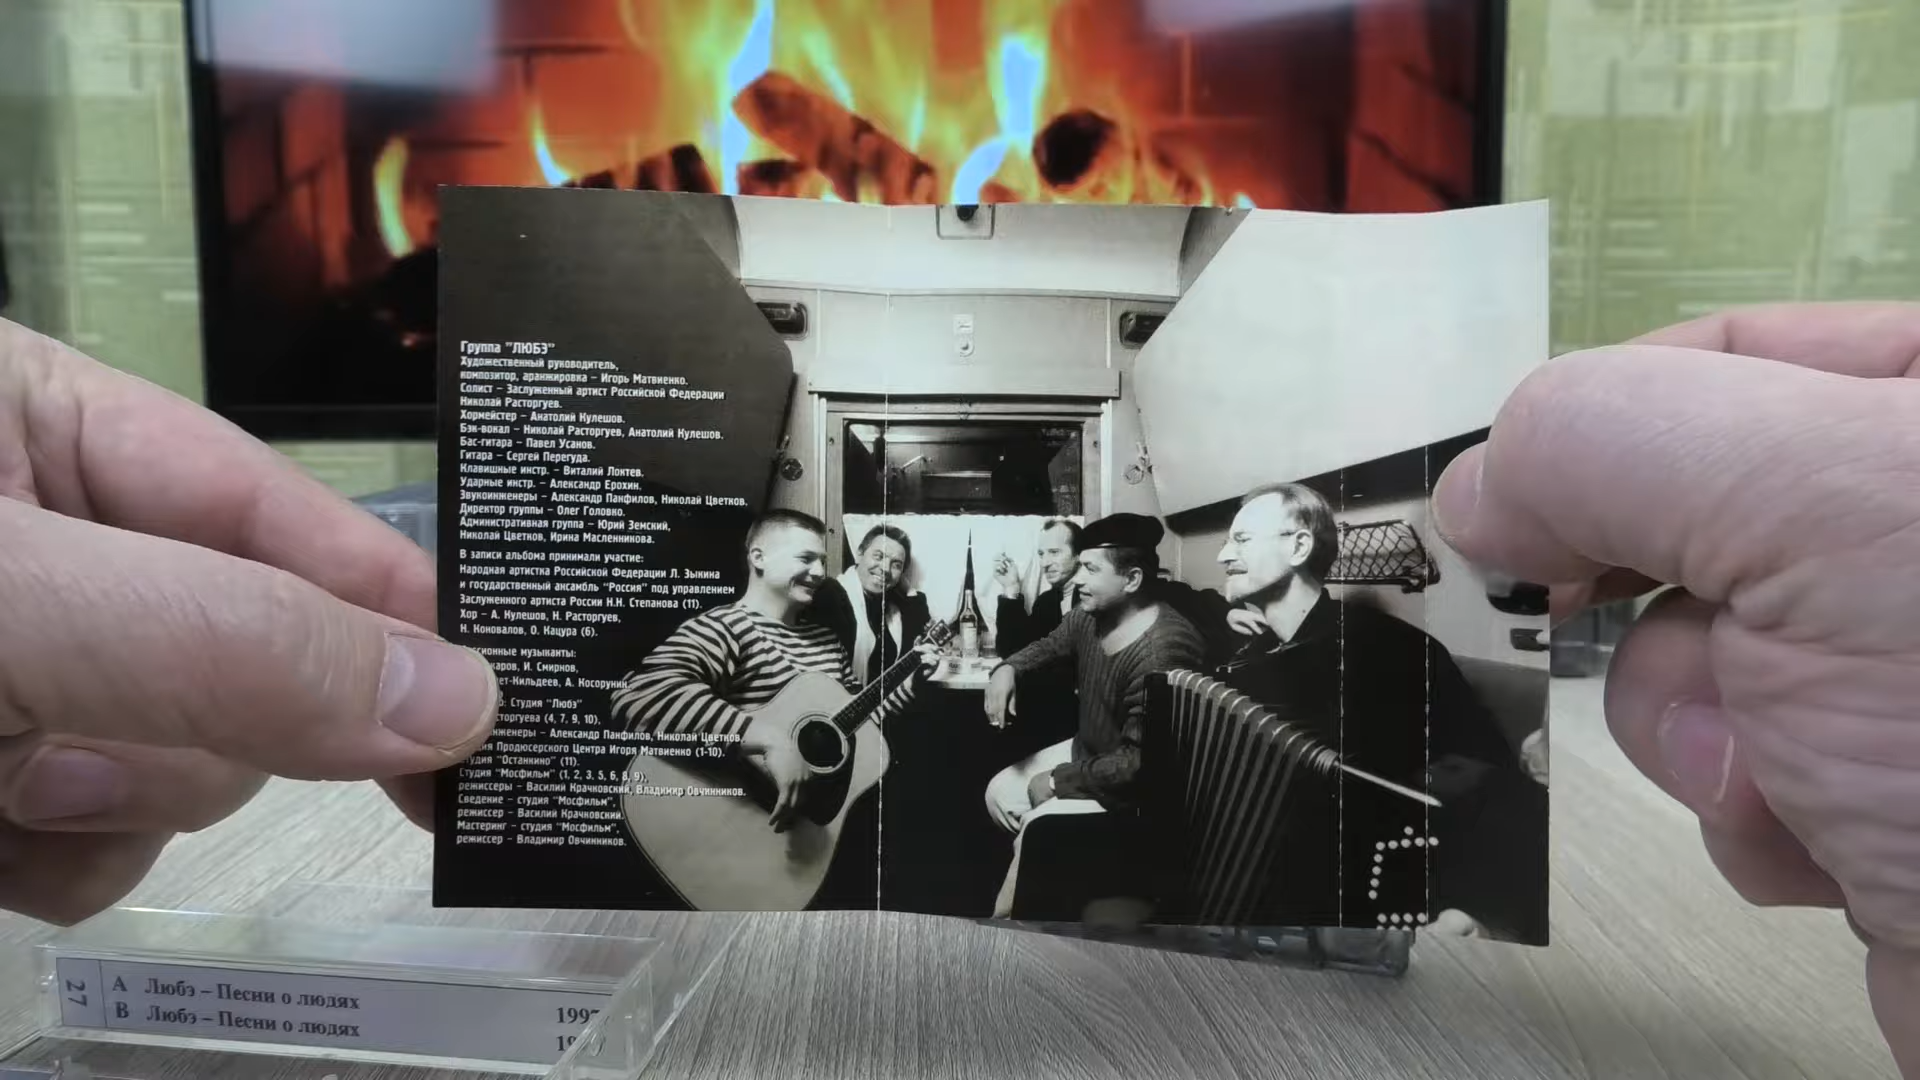 Группа "ЛЮБЭ"
Художественный руководитель,
композитор, аранжировка – Игорь Матвиенко.
Солист – Заслуженный артист Российской Федерации
Николай Расторгуев.
Хормейстер – Анатолий Кулешов.
Бэк-вокал – Николай Расторгуев, Анатолий Кулешов.
Бас-гитара – Павел Усанов.
Гитара – Сергей Перегуда.
Клавишные инстр. – Виталий Локтев.
Ударные инстр. – Александр Ерохин.
Звукоинженеры – Александр Панфилов, Николай Цветков.
Директор группы – Олег Головко.
Административная группа – Юрий Земский,
Николай Цветков, Ирина Масленникова.
В записи альбома принимали участие:
Народная артистка Российской Федерации Л. Зыкина
и государственный ансамбль "Россия" под управлением
Заслуженного артиста России Н.Н. Степанова (11).
Хор – А. Кулешов, Н. Расторгуев,
Н. Коновалов, О. Кацура (6).
музыканты:
И. Смирнов,
А. Косорунин.
Студия "Любэ"
(4, 7, 9, 10).
– Александр Панфилов, Николай Цветков.
Продюсерского Центра Игоря Матвиенко (1-10).
"Останкино" (11).
Студия "Мосфильм" (1, 2, 3, 5, 6, 8, 9),
режиссеры – Василий Крачковский, Владимир Овчинников.
Сведение – студия "Мосфильм",
режиссер – Василий Крачковский.
Мастеринг – студия "Мосфильм",
режиссер – Владимир Овчинников.
27
A Любэ – Песни о людях 1997
B Любэ – Песни о людях